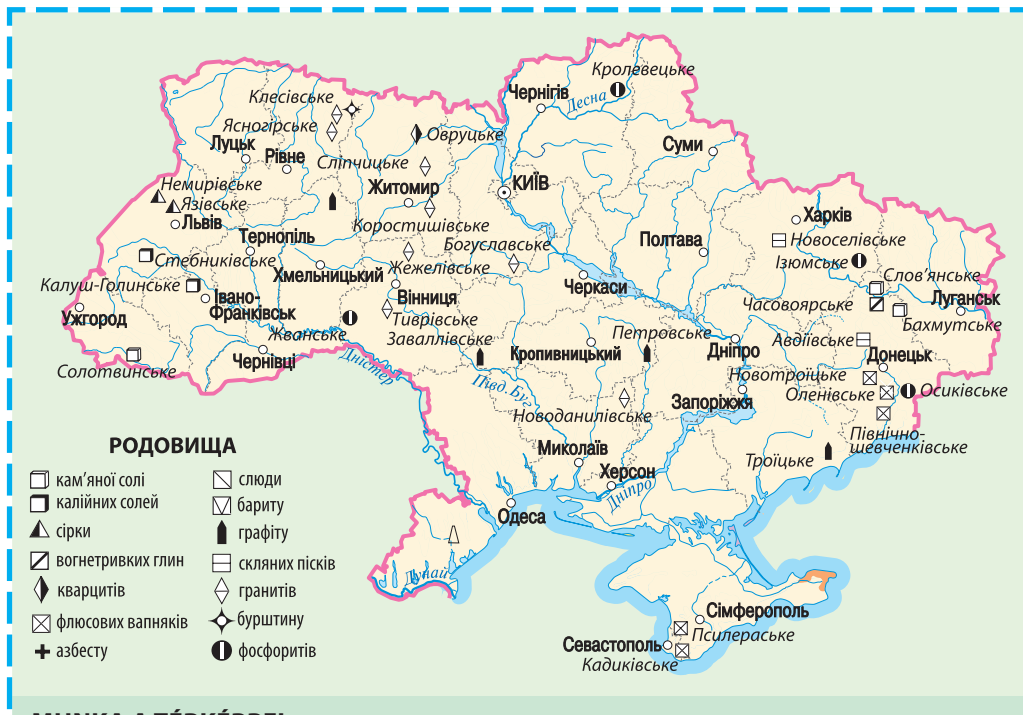 Кролевецьке
Клесівське
Чернігів
Десна
Ясногірське
Овруцьке
Луцьк
Рівне
Сліпчицьке
Суми
Немирівське
Житомир
КИЇВ
Язівське
Львів
Коростишівське
Харків
Тернопіль
Богуславське
Полтава
Новоселівське
Стебниківське
Хмельницький
Жежелівське
Ізюмське
Калуш-Голинське
Слов'янське
Івано-
Франківськ
Вінниця
Черкаси
Часовоярське
Луганськ
Ужгород
Тиврівське
Бахмутське
Жванське
Заваллівське
Петровське
Авдіївське
Чернівці
Дністер
Кропивницький
Дніпро
Донецьк
Солотвинське
Півд. Буг
Новотроїцьке
Оленівське
Осиківське
Запоріжжя
Новоданилівське
Північно-
шевченківське
Миколаїв
Троїцьке
Херсон
Дніпро
Одеса
Дунай
Сімферополь
Псилераське
Севастополь
Кадиківське
РОДОВИЩА
кам'яної солі
калійних солей
сірки
вогнетривких глин
кварцитів
флюсових вапняків
азбесту
слюди
бариту
графіту
скляних пісків
гранітів
бурштину
фосфоритів